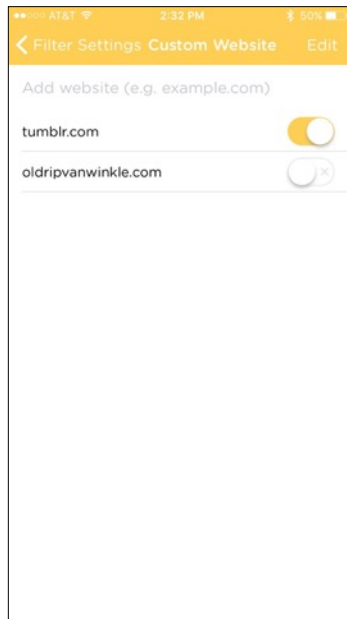 AT&T 2:32 PM 50%
Filter Settings Custom Website Edit
Add website (e.g. example.com)
tumblr.com
oldripvanwinkle.com